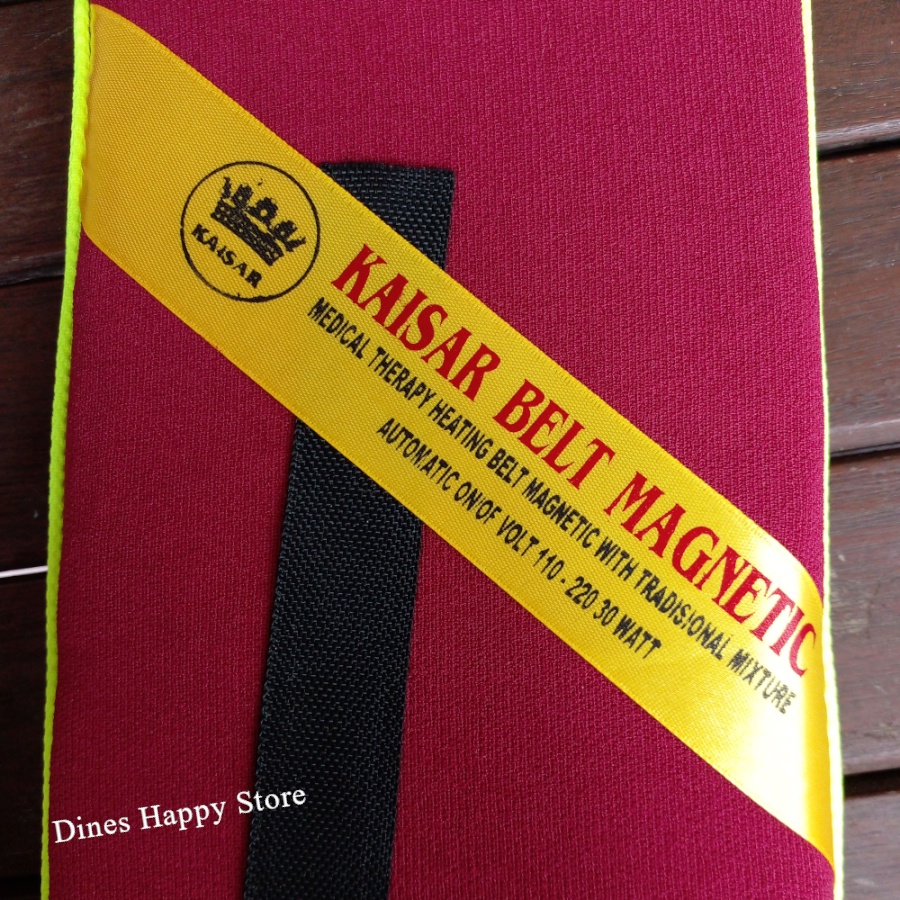 KAISAR
KAISAR BELT MAGNETIC
MEDICAL THERAPY HEATING BELT MAGNETIC WITH TRADISIONAL MIXTURE
AUTOMATIC ON/OF VOLT 110 - 220 30 WATT
Dines Happy Store